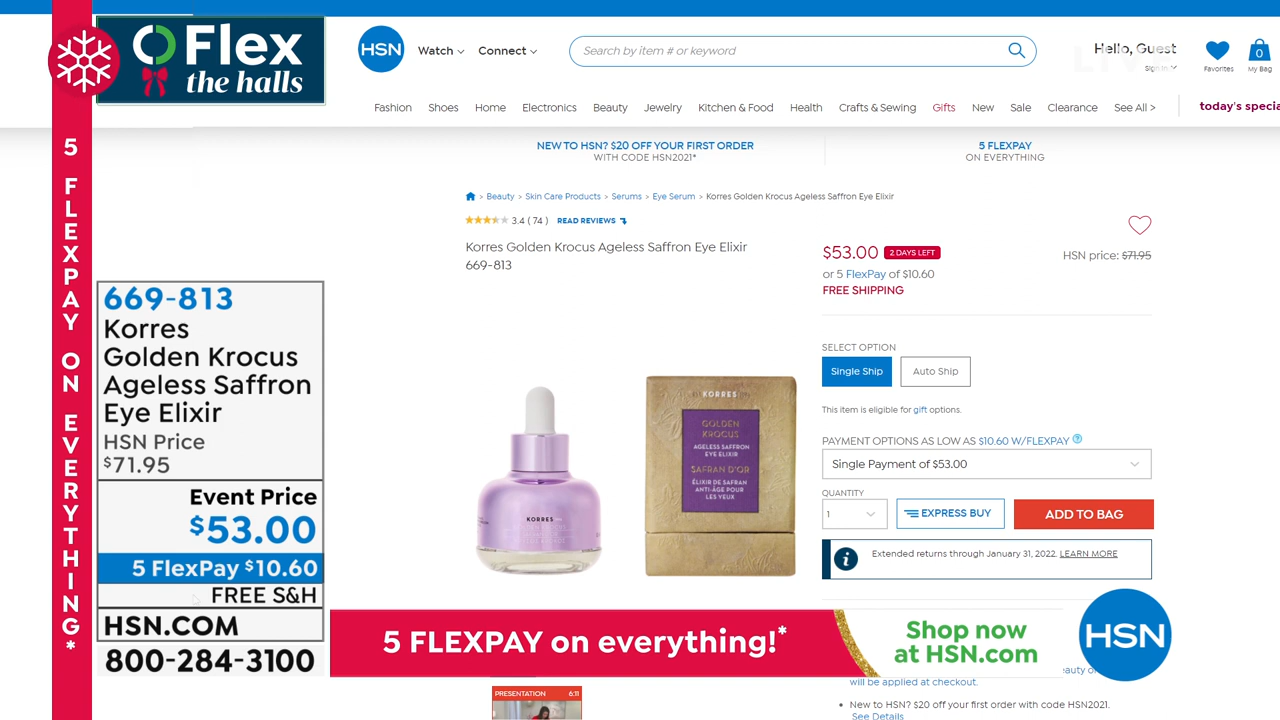 Flex
the halls
5 FLEXPAY ON EVERYTHING*
669-813
Korres
Golden Krocus
Ageless Saffron
Eye Elixir
HSN Price
$71.95
Event Price
$53.00
5 FlexPay $10.60
FREE S&H
HSN.COM
800-284-3100
HSN
Watch
Connect
Search by item # or keyword
LIVE
Hello, Guest
Sign In
Favorites
0
My Bag
Fashion Shoes Home Electronics Beauty Jewelry Kitchen & Food Health Crafts & Sewing Gifts New Sale Clearance See All > today's specia
NEW TO HSN? $20 OFF YOUR FIRST ORDER
WITH CODE HSN2021*
5 FLEXPAY
ON EVERYTHING
> Beauty > Skin Care Products > Serums > Eye Serum > Korres Golden Krocus Ageless Saffron Eye Elixir
3.4 ( 74 ) READ REVIEWS
Korres Golden Krocus Ageless Saffron Eye Elixir
669-813
$53.00 2 DAYS LEFT
HSN price: $71.95
or 5 FlexPay of $10.60
FREE SHIPPING
SELECT OPTION
Single Ship
Auto Ship
This item is eligible for gift options.
PAYMENT OPTIONS AS LOW AS $10.60 W/FLEXPAY ?
Single Payment of $53.00
QUANTITY
1
EXPRESS BUY
ADD TO BAG
i Extended returns through January 31, 2022. LEARN MORE
KORRES
KORRES
GOLDEN
KROCUS
AGELESS SAFFRON
EYE ELIXIR
SAFRAN D'OR
ÉLIXIR DE SAFRAN
ANTI-ÂGE POUR
LES YEUX
5 FLEXPAY on everything!*
Shop now
at HSN.com
HSN
eauty o
will be applied at checkout.
• New to HSN? $20 off your first order with code HSN2021.
See Details
PRESENTATION 6:11